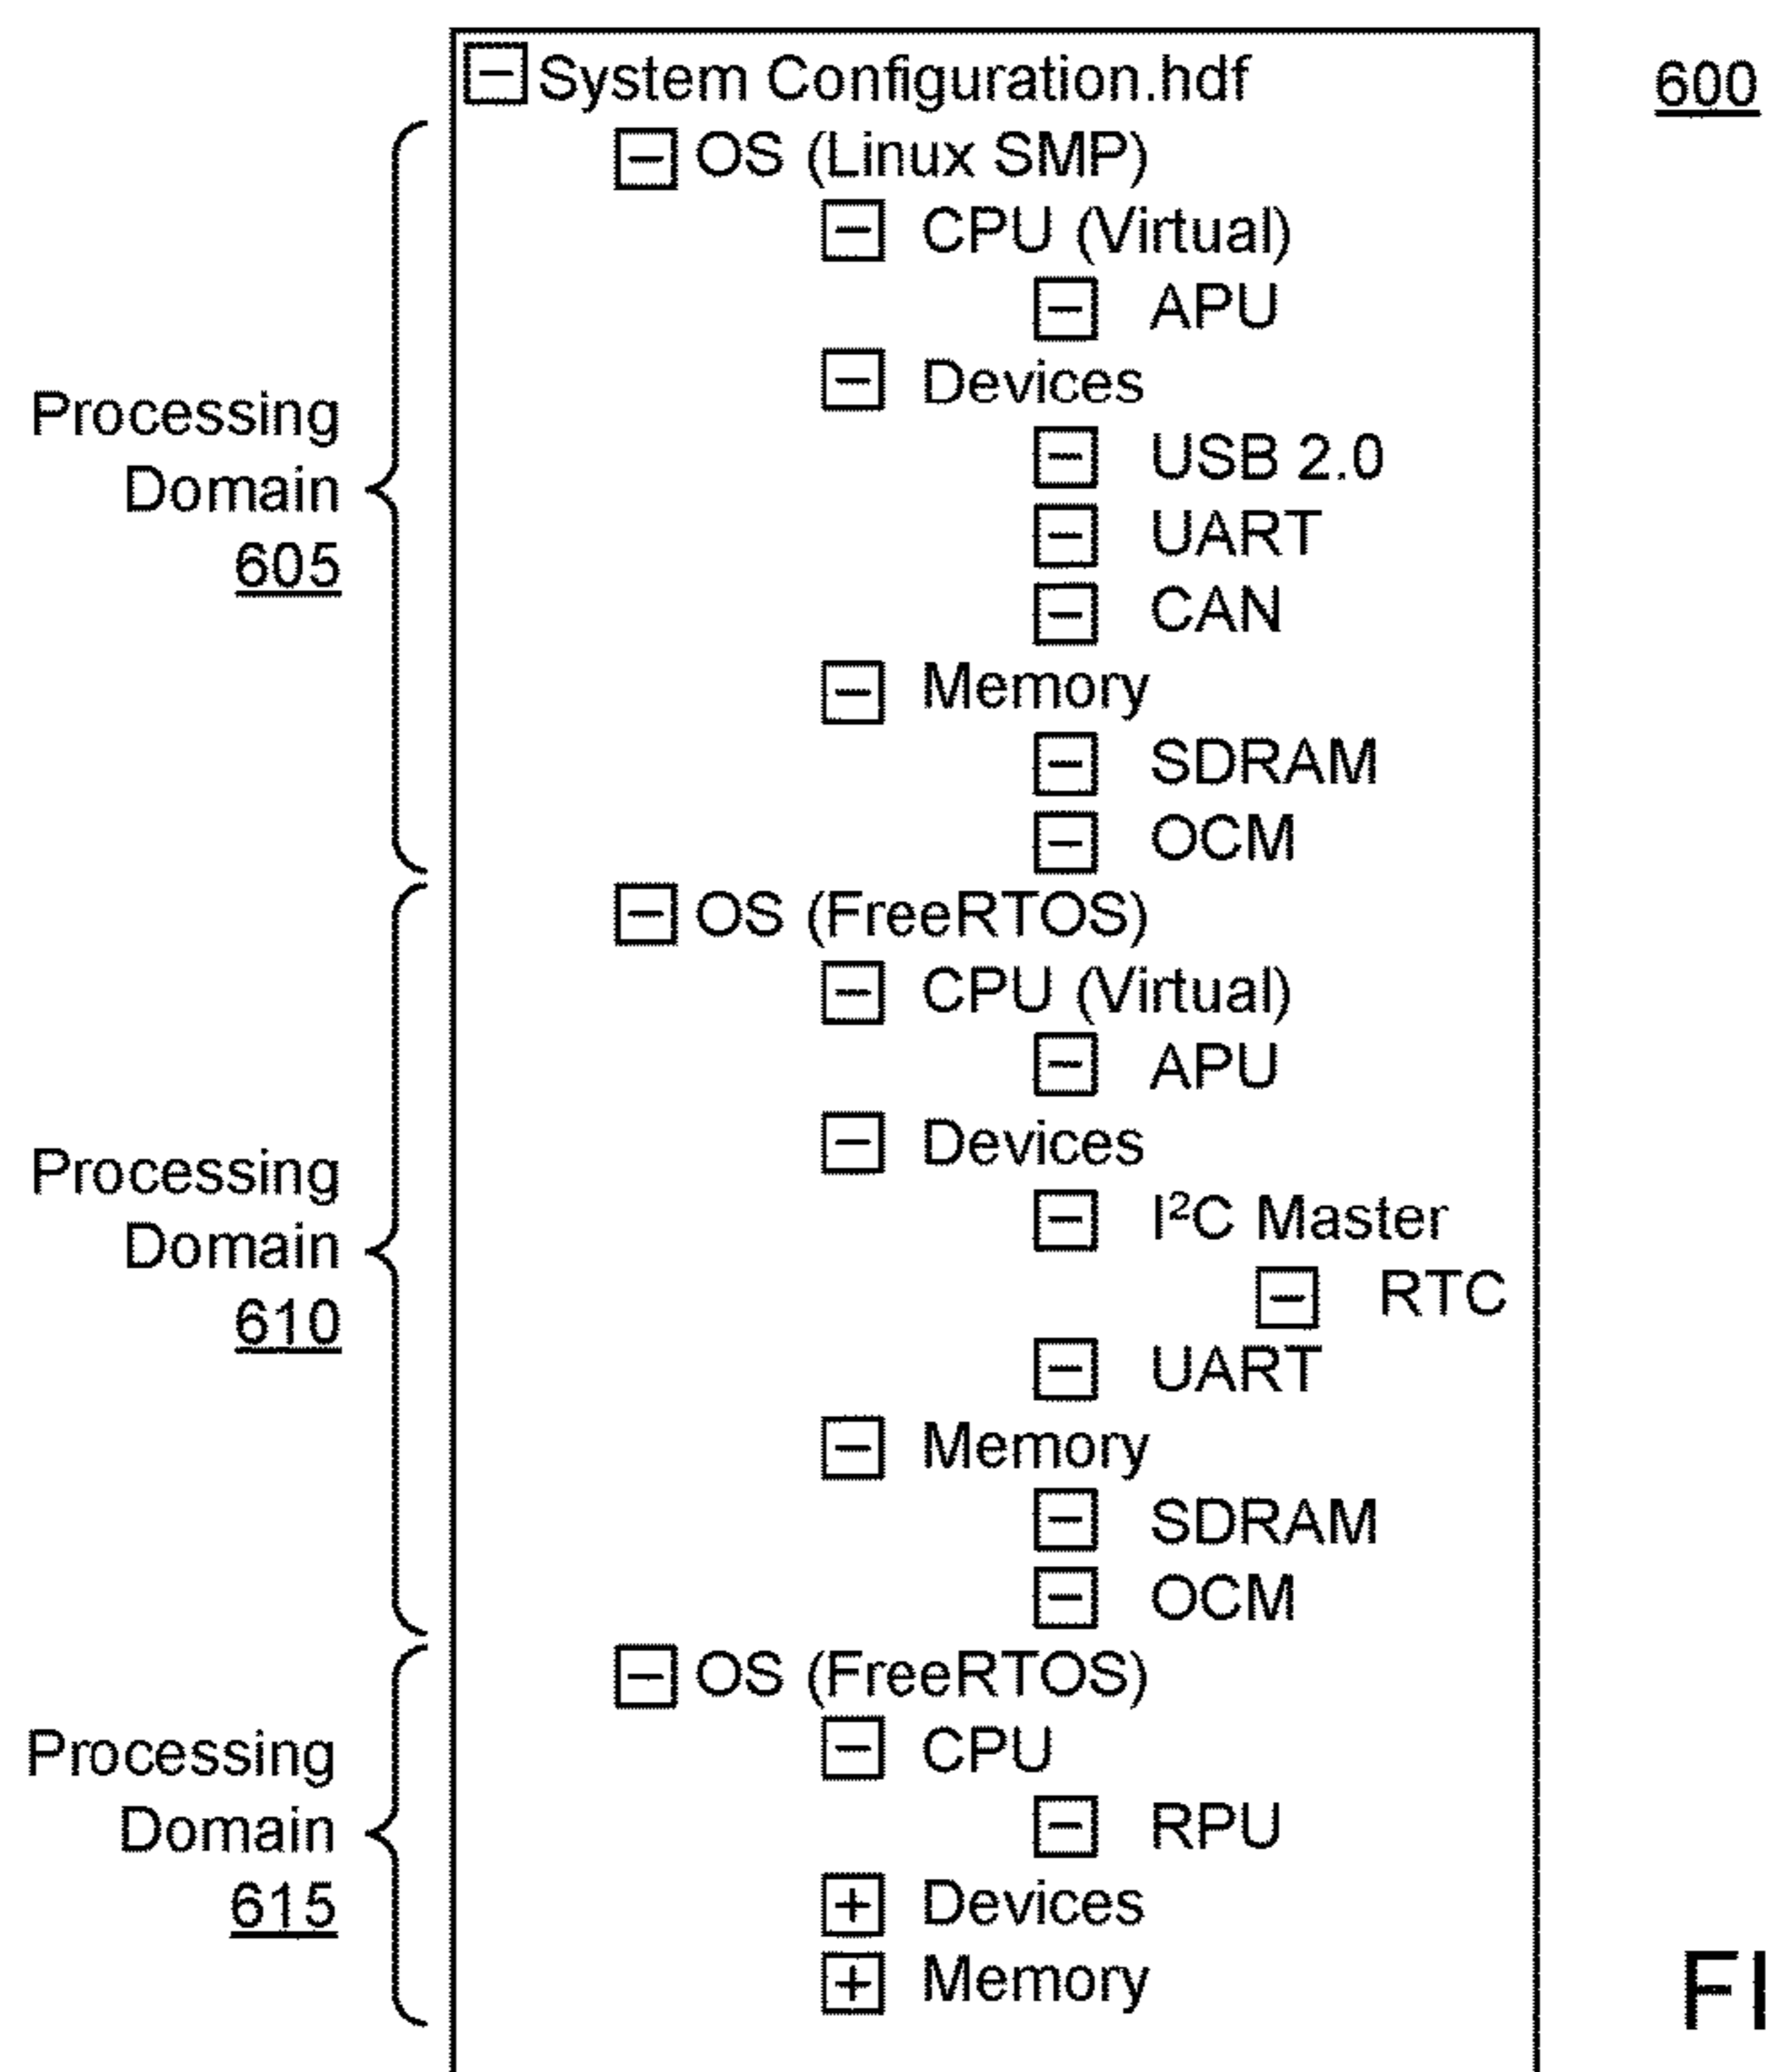 System Configuration.hdf
600
OS (Linux SMP)
CPU (Virtual)
APU
Devices
USB 2.0
UART
CAN
Memory
SDRAM
OCM
Processing
Domain
605
OS (FreeRTOS)
CPU (Virtual)
APU
Devices
I²C Master
RTC
UART
Memory
SDRAM
OCM
Processing
Domain
610
OS (FreeRTOS)
CPU
RPU
Devices
Memory
Processing
Domain
615
FI